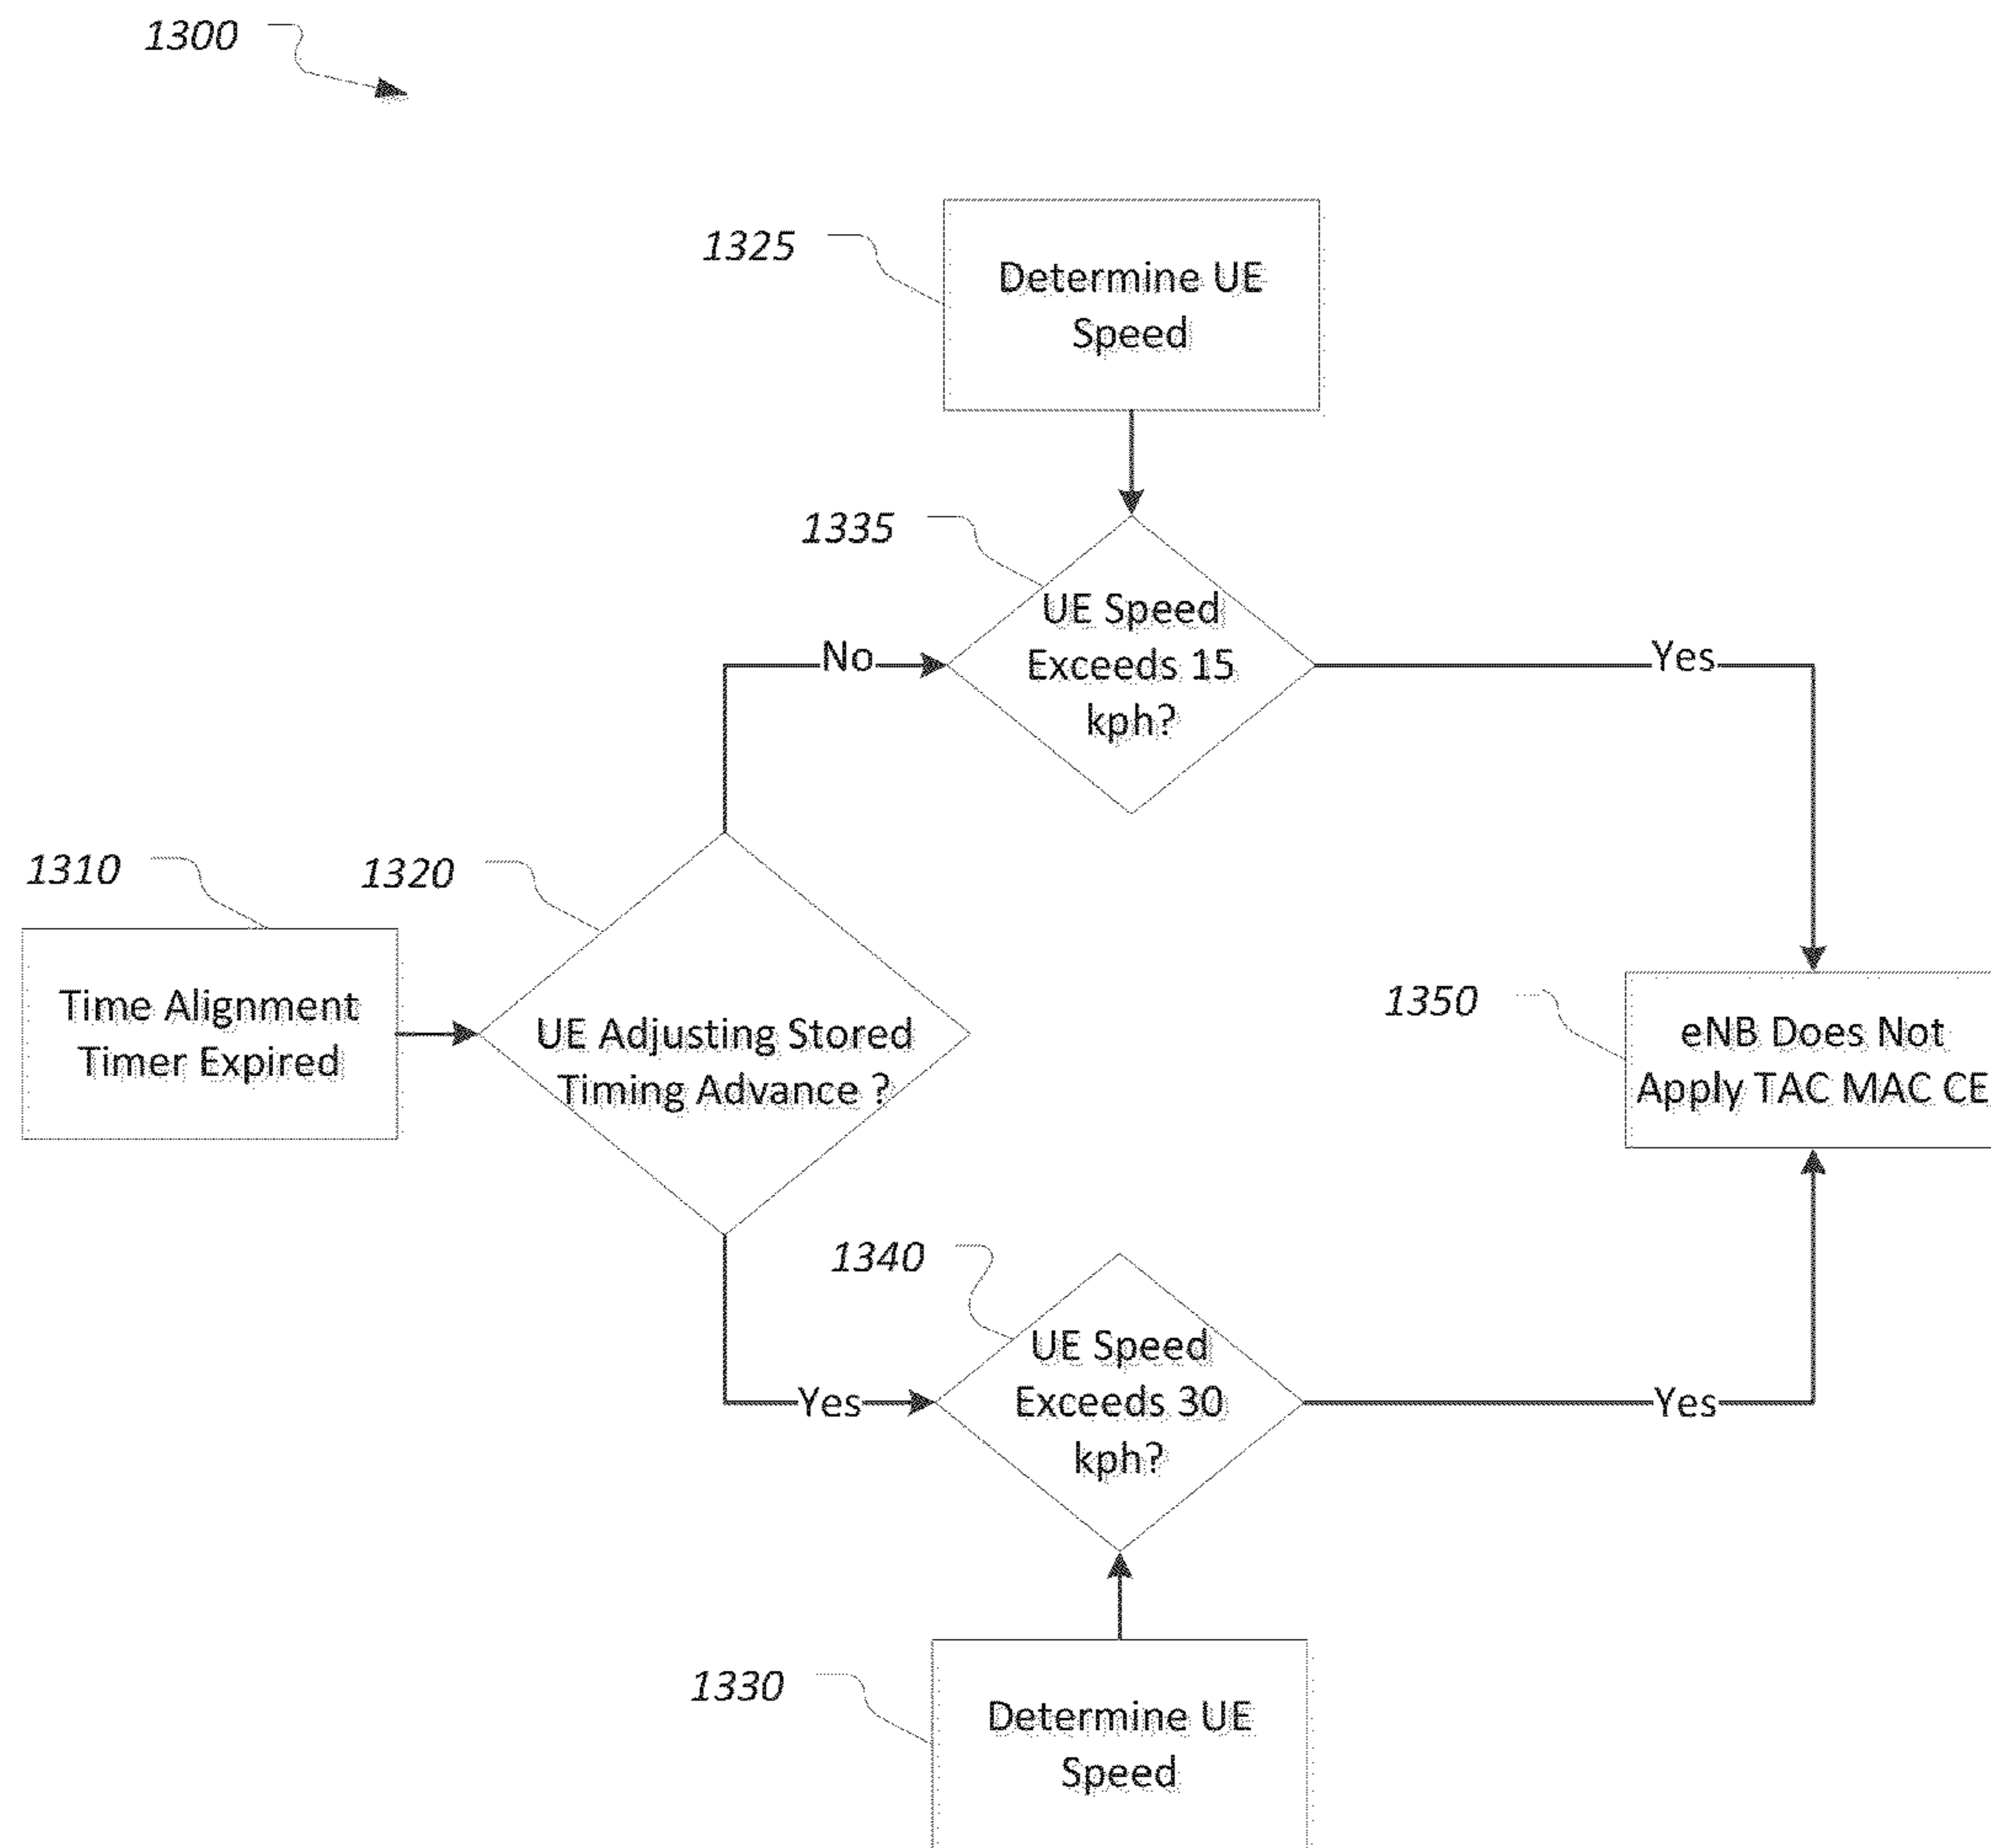 1300
1325
Determine UE
Speed
1335
UE Speed
Exceeds 15
kph?
No
Yes
1310
1320
Time Alignment
Timer Expired
UE Adjusting Stored
Timing Advance ?
1350
eNB Does Not
Apply TAC MAC CE
1340
UE Speed
Exceeds 30
kph?
Yes
Yes
1330
Determine UE
Speed